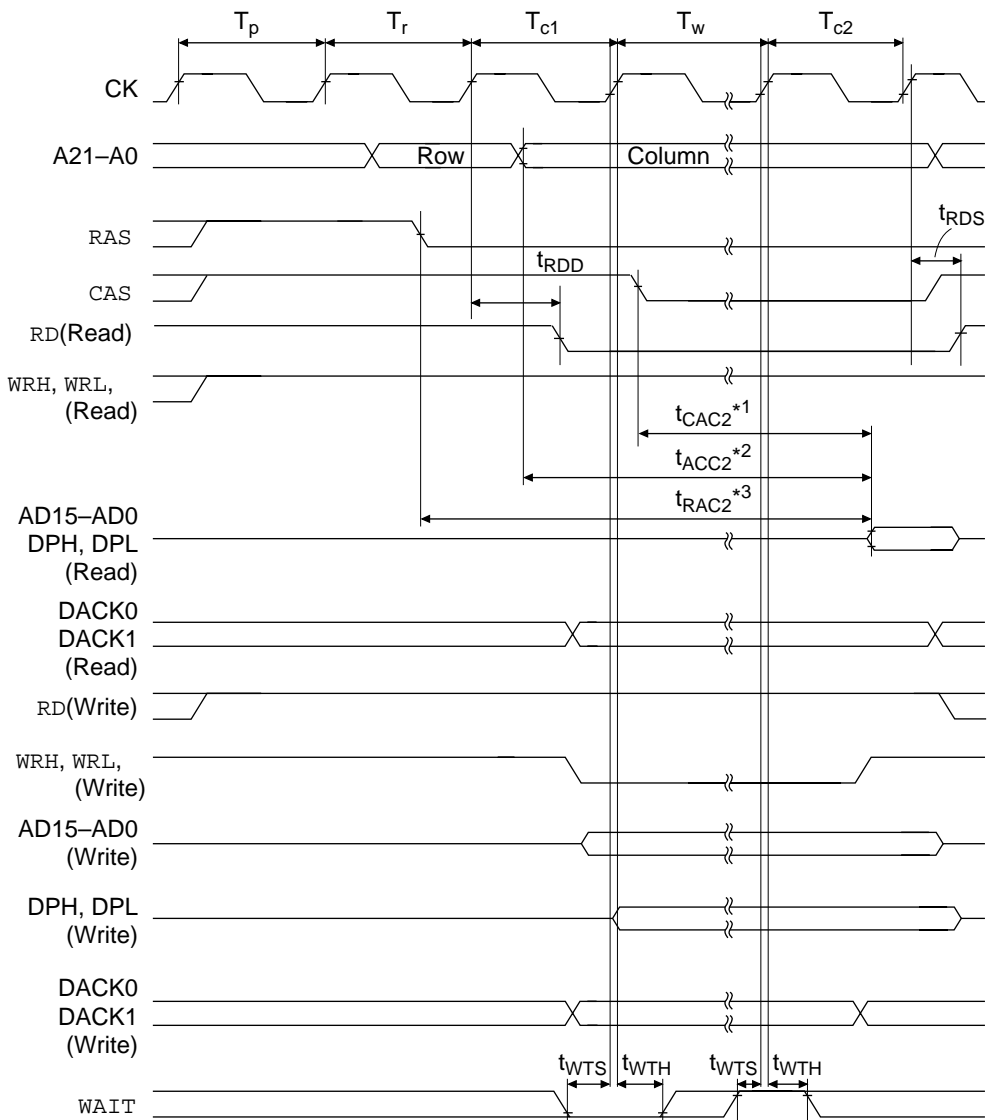 Tp Tr Tc1 Tw Tc2
CK
A21–A0 Row Column
RAS tRDS
tRDD
CAS
RD(Read)
WRH, WRL,
(Read)
tCAC2*1
tACC2*2
tRAC2*3
AD15–AD0
DPH, DPL
(Read)
DACK0
DACK1
(Read)
RD(Write)
WRH, WRL,
(Write)
AD15–AD0
(Write)
DPH, DPL
(Write)
DACK0
DACK1
(Write)
tWTS tWTH tWTS tWTH
WAIT